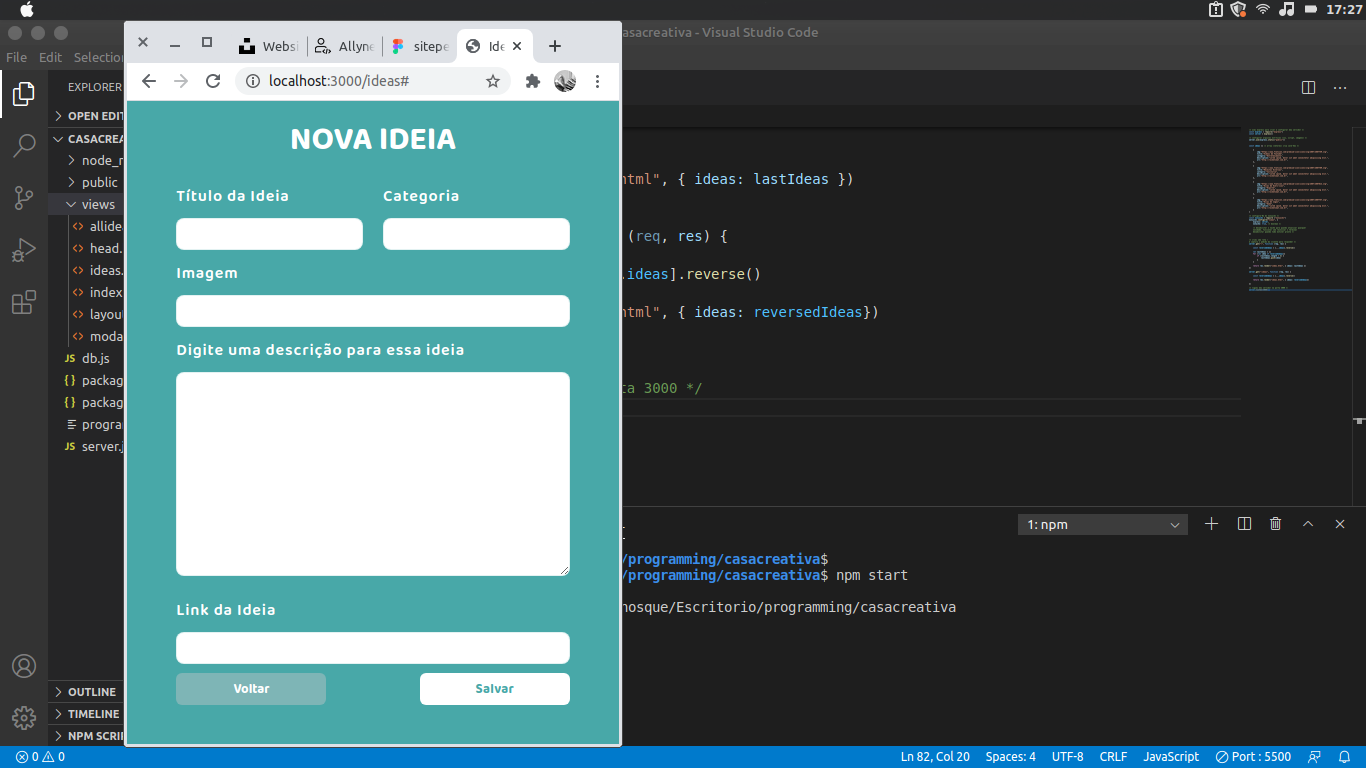 17:27
casacreativa - Visual Studio Code
File Edit Selection
Websi
Allyne
sitepe
Ide
localhost:3000/ideas#
EXPLORER
OPEN EDIT
CASACREA
node_m
public
views
allidea
head.
ideas.
index
layou
moda
JS db.js
{ } packag
{ } packag
progra
JS server.j
OUTLINE
TIMELINE
NPM SCRI
NOVA IDEIA
Título da Ideia Categoria
Imagem
Digite uma descrição para essa ideia
Link da Ideia
Voltar Salvar
html", { ideas: lastIdeas })
(req, res) {
.ideas].reverse()
html", { ideas: reversedIdeas})
ta 3000 */
1: npm
/programming/casacreativa$
/programming/casacreativa$ npm start
nosque/Escritorio/programming/casacreativa
0 0
Ln 82, Col 20 Spaces: 4 UTF-8 CRLF JavaScript Port : 5500